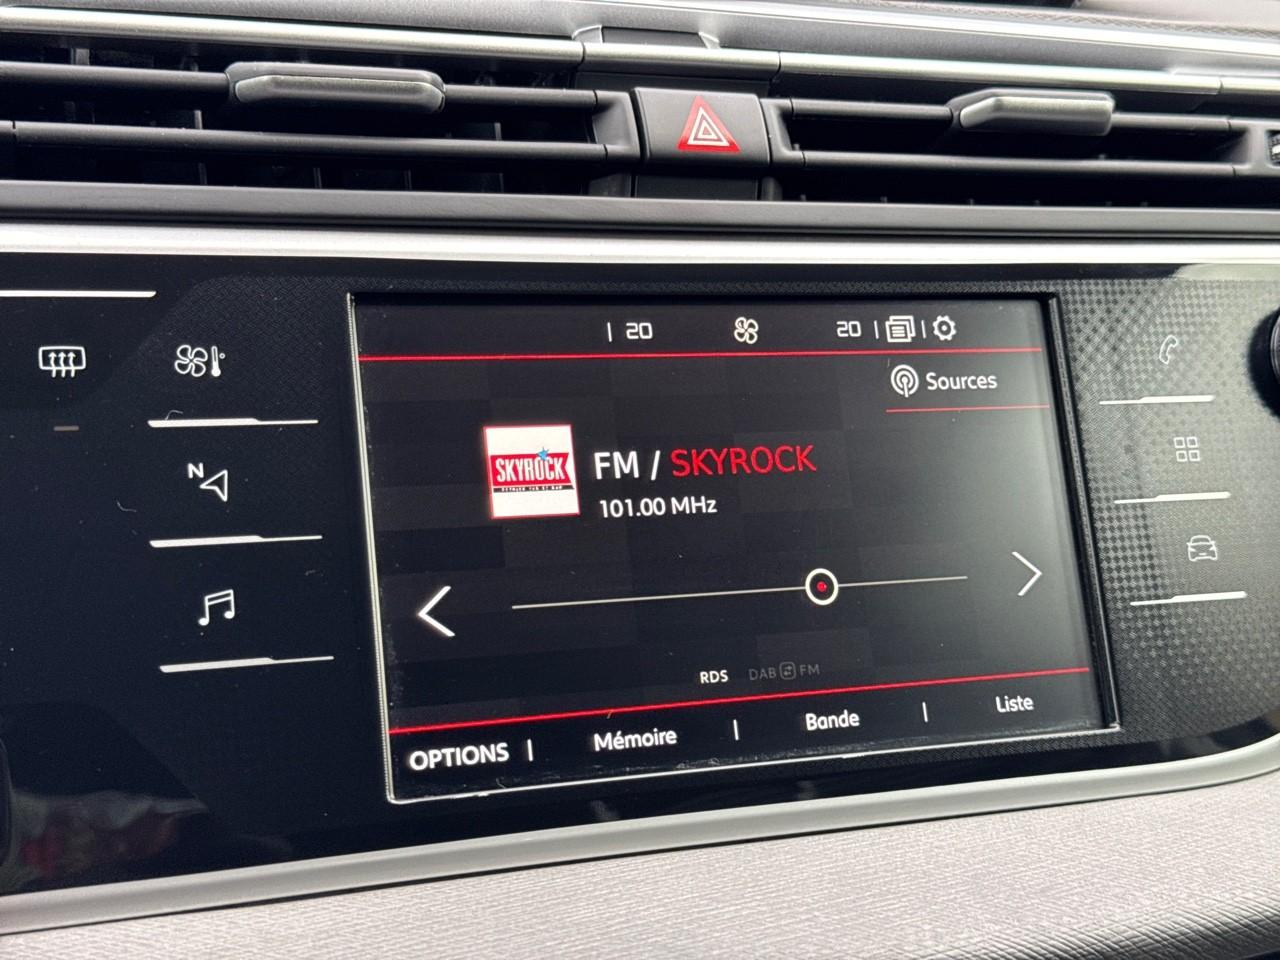 | 20 20 | |
Sources
SKYROCK
FM / SKYROCK
101.00 MHz
N
RDS DAB FM
OPTIONS | Mémoire | Bande | Liste